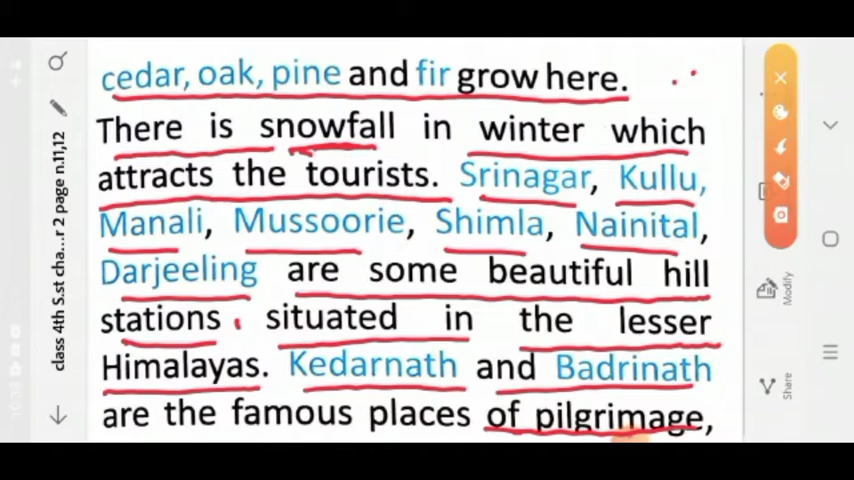 cedar, oak, pine and fir grow here.
There is snowfall in winter which
attracts the tourists. Srinagar, Kullu,
Manali, Mussoorie, Shimla, Nainital,
Darjeeling are some beautiful hill
stations situated in the lesser
Himalayas. Kedarnath and Badrinath
are the famous places of pilgrimage,
class 4th S.st cha...r 2 page n.11,12
Modify
Share